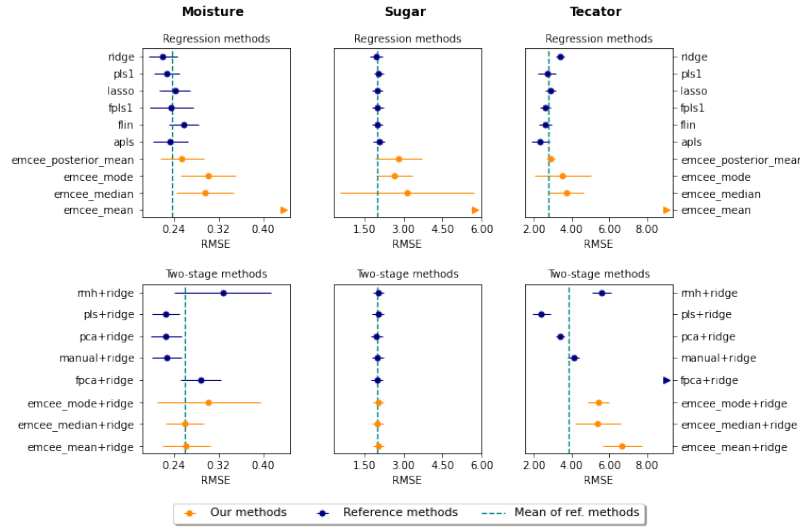 Moisture
Sugar
Tecator
Regression methods
Regression methods
Regression methods
ridge
pls1
lasso
fpls1
flin
apls
emcee_posterior_mean
emcee_mode
emcee_median
emcee_mean
ridge
pls1
lasso
fpls1
flin
apls
emcee_posterior_mean
emcee_mode
emcee_median
emcee_mean
0.24 0.32 0.40
1.50 3.00 4.50 6.00
2.00 4.00 6.00 8.00
RMSE
RMSE
RMSE
Two-stage methods
Two-stage methods
Two-stage methods
rmh+ridge
pls+ridge
pca+ridge
manual+ridge
fpca+ridge
emcee_mode+ridge
emcee_median+ridge
emcee_mean+ridge
rmh+ridge
pls+ridge
pca+ridge
manual+ridge
fpca+ridge
emcee_mode+ridge
emcee_median+ridge
emcee_mean+ridge
0.24 0.32 0.40
1.50 3.00 4.50 6.00
2.00 4.00 6.00 8.00
RMSE
RMSE
RMSE
Our methods Reference methods Mean of ref. methods